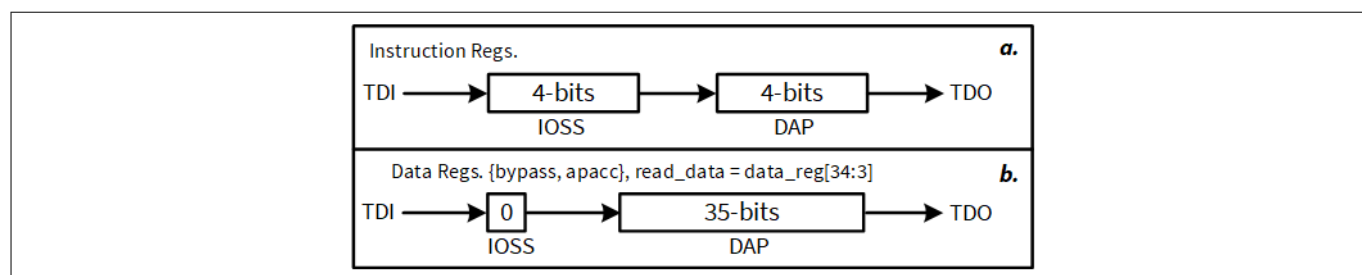 Instruction Regs. a.
TDI 4-bits 4-bits TDO
IOSS DAP
Data Regs. {bypass, apacc}, read_data = data_reg[34:3] b.
TDI 0 35-bits TDO
IOSS DAP